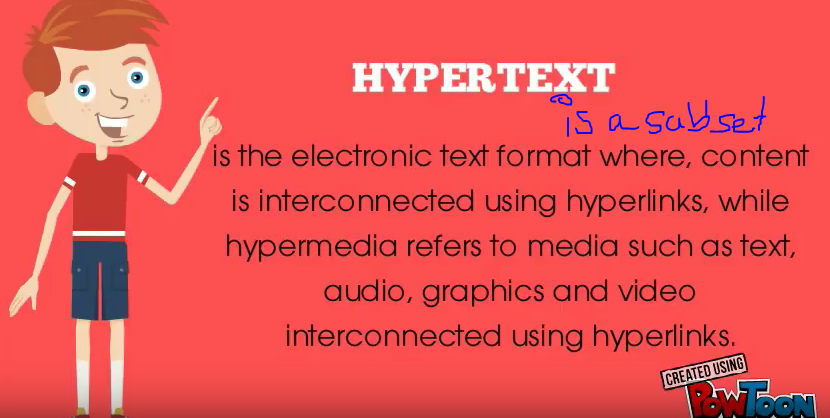 HYPERTEXT
is a subset
is the electronic text format where, content
is interconnected using hyperlinks, while
hypermedia refers to media such as text,
audio, graphics and video
interconnected using hyperlinks.
CREATED USING
POWTOON